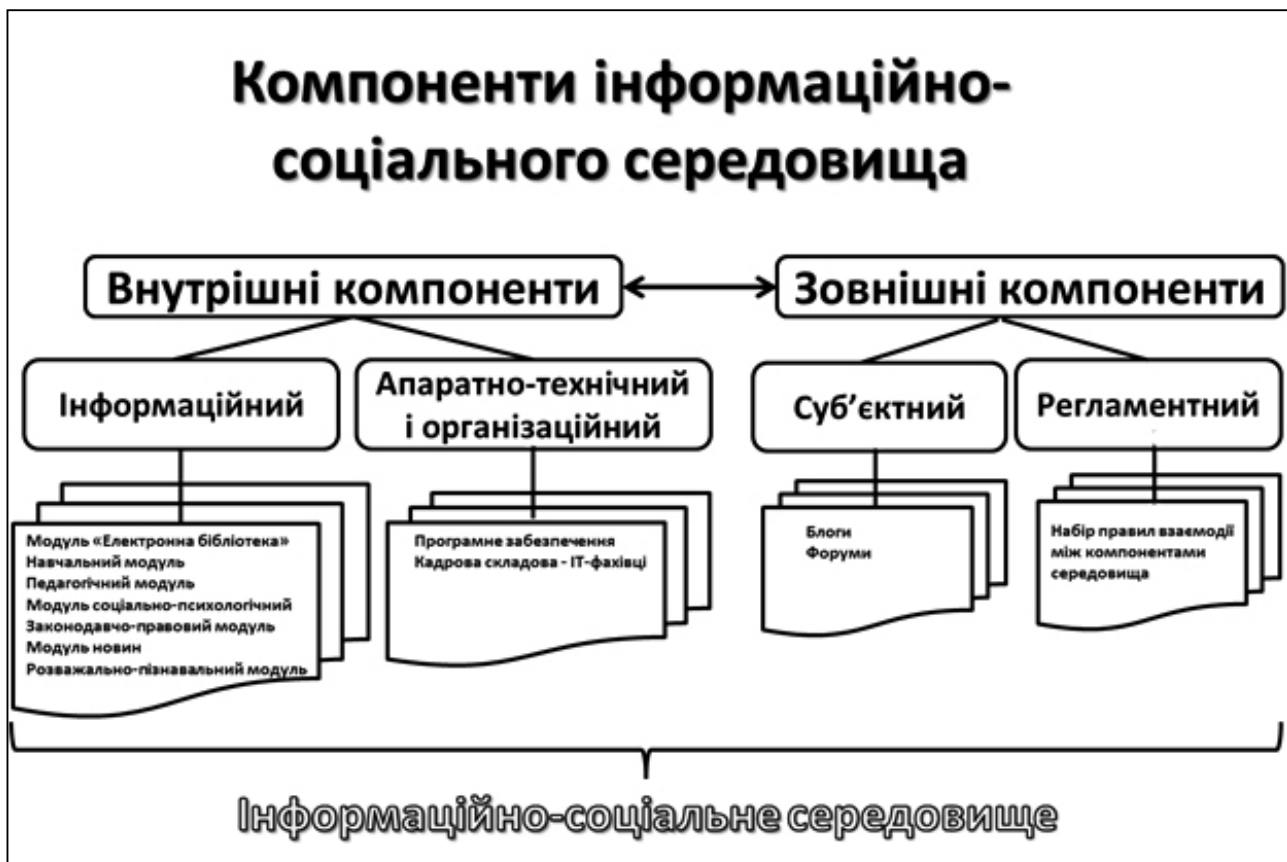 Компоненти інформаційно-
соціального середовища
Внутрішні компоненти
Зовнішні компоненти
Інформаційний
Апаратно-технічний
і організаційний
Суб’єктний
Регламентний
Модуль «Електронна бібліотека»
Навчальний модуль
Педагогічний модуль
Модуль соціально-психологічний
Законодавчо-правовий модуль
Модуль новин
Розважально-пізнавальний модуль
Програмне забезпечення
Кадрова складова - ІТ-фахівці
Блоги
Форуми
Набір правил взаємодії
між компонентами
середовища
Інформаційно-соціальне середовище